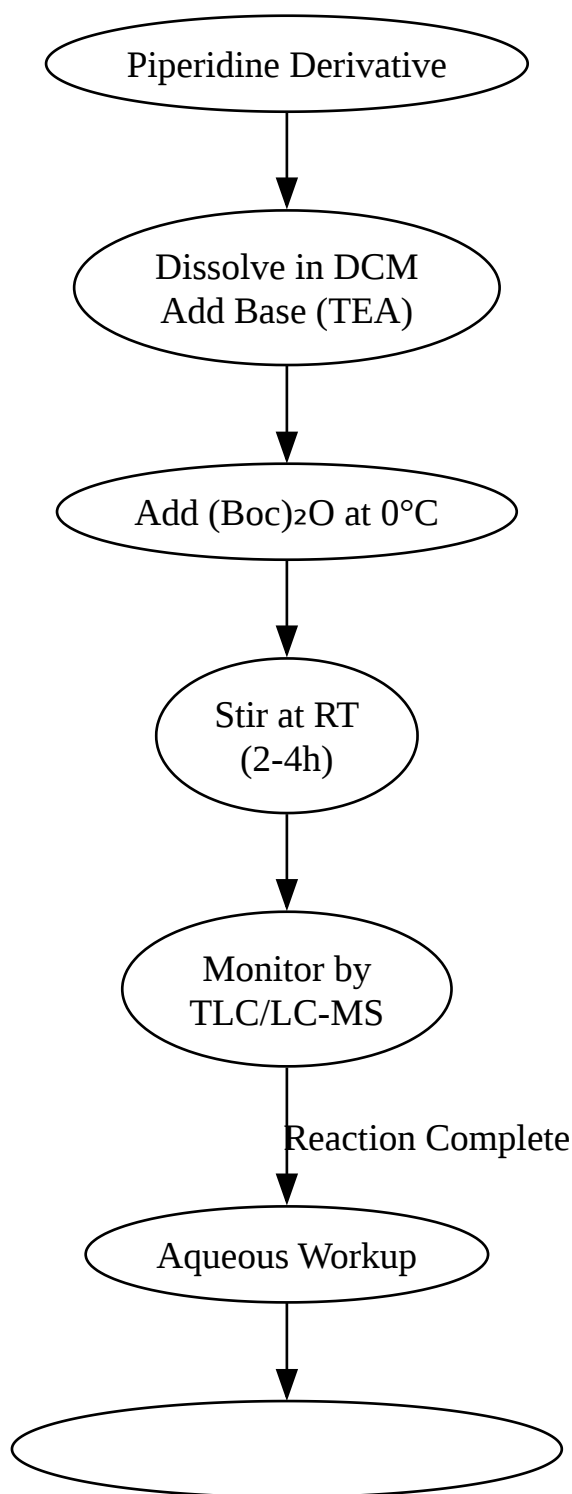 Piperidine Derivative
Dissolve in DCM
Add Base (TEA)
Add (Boc)₂O at 0°C
Stir at RT
(2-4h)
Monitor by
TLC/LC-MS
Reaction Complete
Aqueous Workup